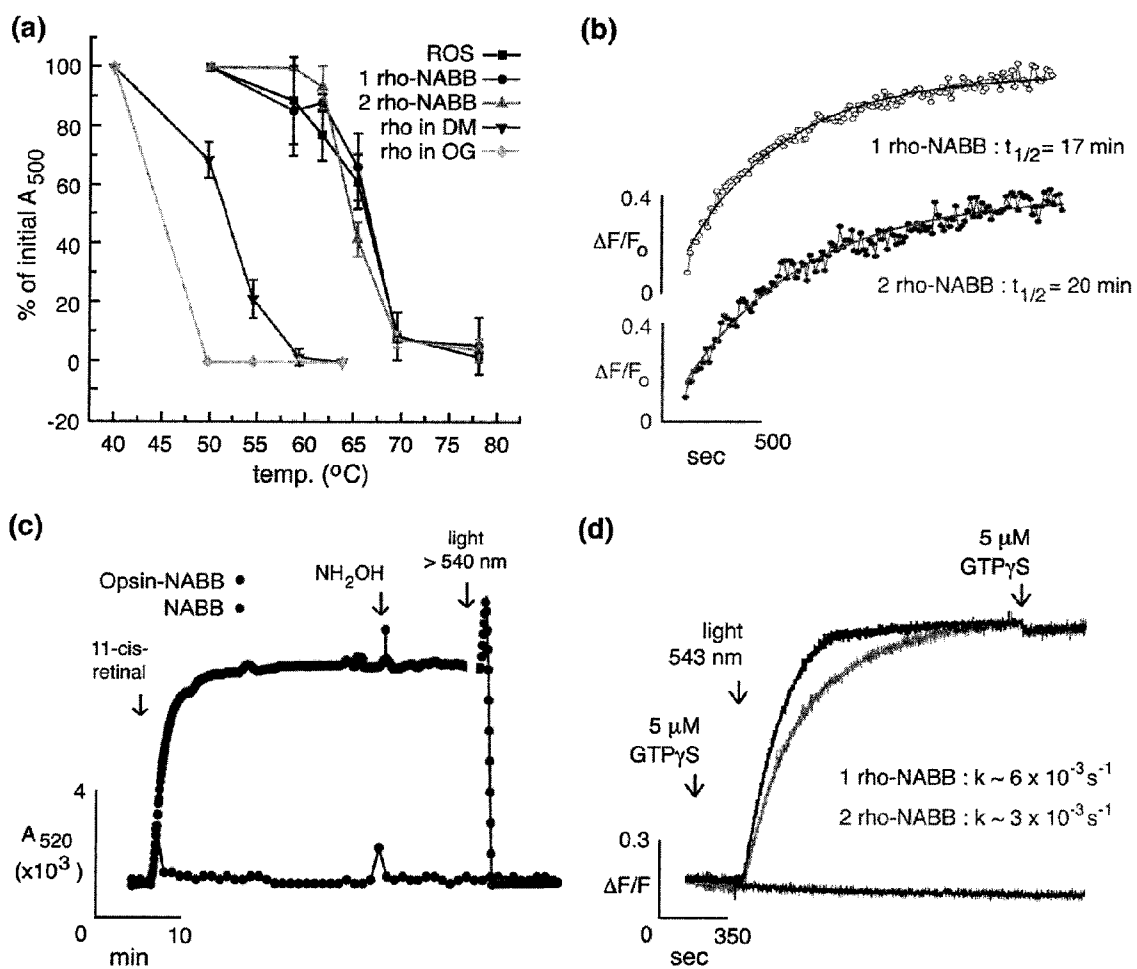 (a)
100
80
60
40
20
0
-20
% of initial A500
40 45 50 55 60 65 70 75 80
temp. (ºC)
ROS
1 rho-NABB
2 rho-NABB
rho in DM
rho in OG
(b)
1 rho-NABB : t1/2 = 17 min
0.4
ΔF/Fo
0
2 rho-NABB : t1/2 = 20 min
0.4
ΔF/Fo
0
500
sec
(c)
Opsin-NABB
NABB
11-cis-
retinal
NH2OH
light
> 540 nm
4
A520
(x10³)
0 10
min
(d)
5 μM
GTPγS
light
543 nm
5 μM
GTPγS
1 rho-NABB : k ~ 6 x 10⁻³ s⁻¹
2 rho-NABB : k ~ 3 x 10⁻³ s⁻¹
0.3
ΔF/F
0 350
sec